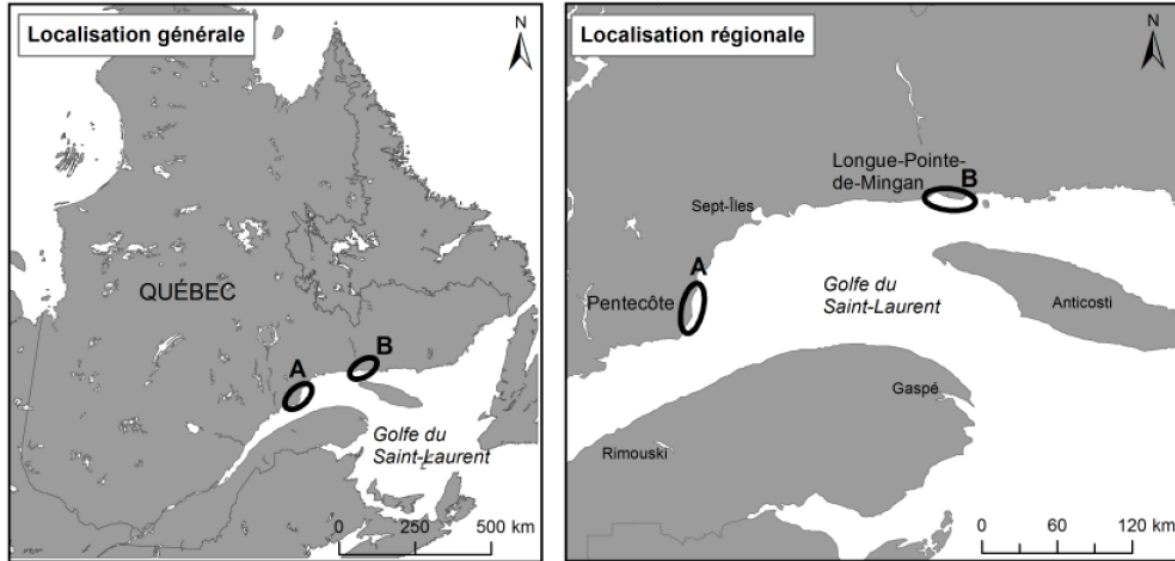 Localisation générale
N
QUÉBEC
A
B
Golfe du
Saint-Laurent
0 250 500 km
Localisation régionale
N
Longue-Pointe-
de-Mingan
B
Sept-Îles
A
Pentecôte
Golfe du
Saint-Laurent
Anticosti
Gaspé
Rimouski
0 60 120 km